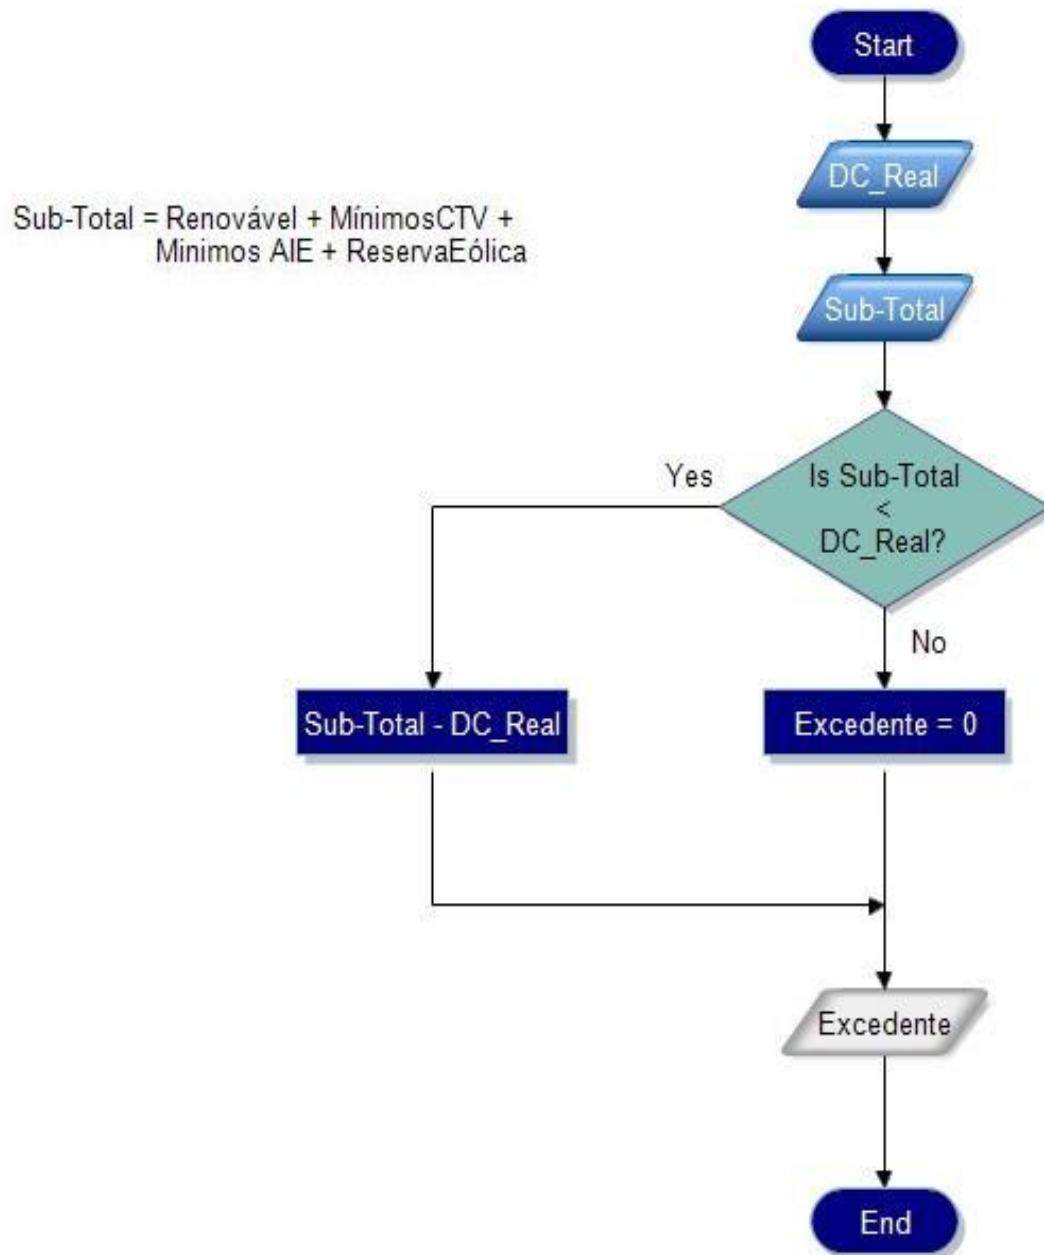 Start
DC_Real
Sub-Total = Renovável + MínimosCTV +
Minimos AIE + ReservaEólica
Sub-Total
Is Sub-Total
<
DC_Real?
Yes
No
Sub-Total - DC_Real
Excedente = 0
Excedente
End